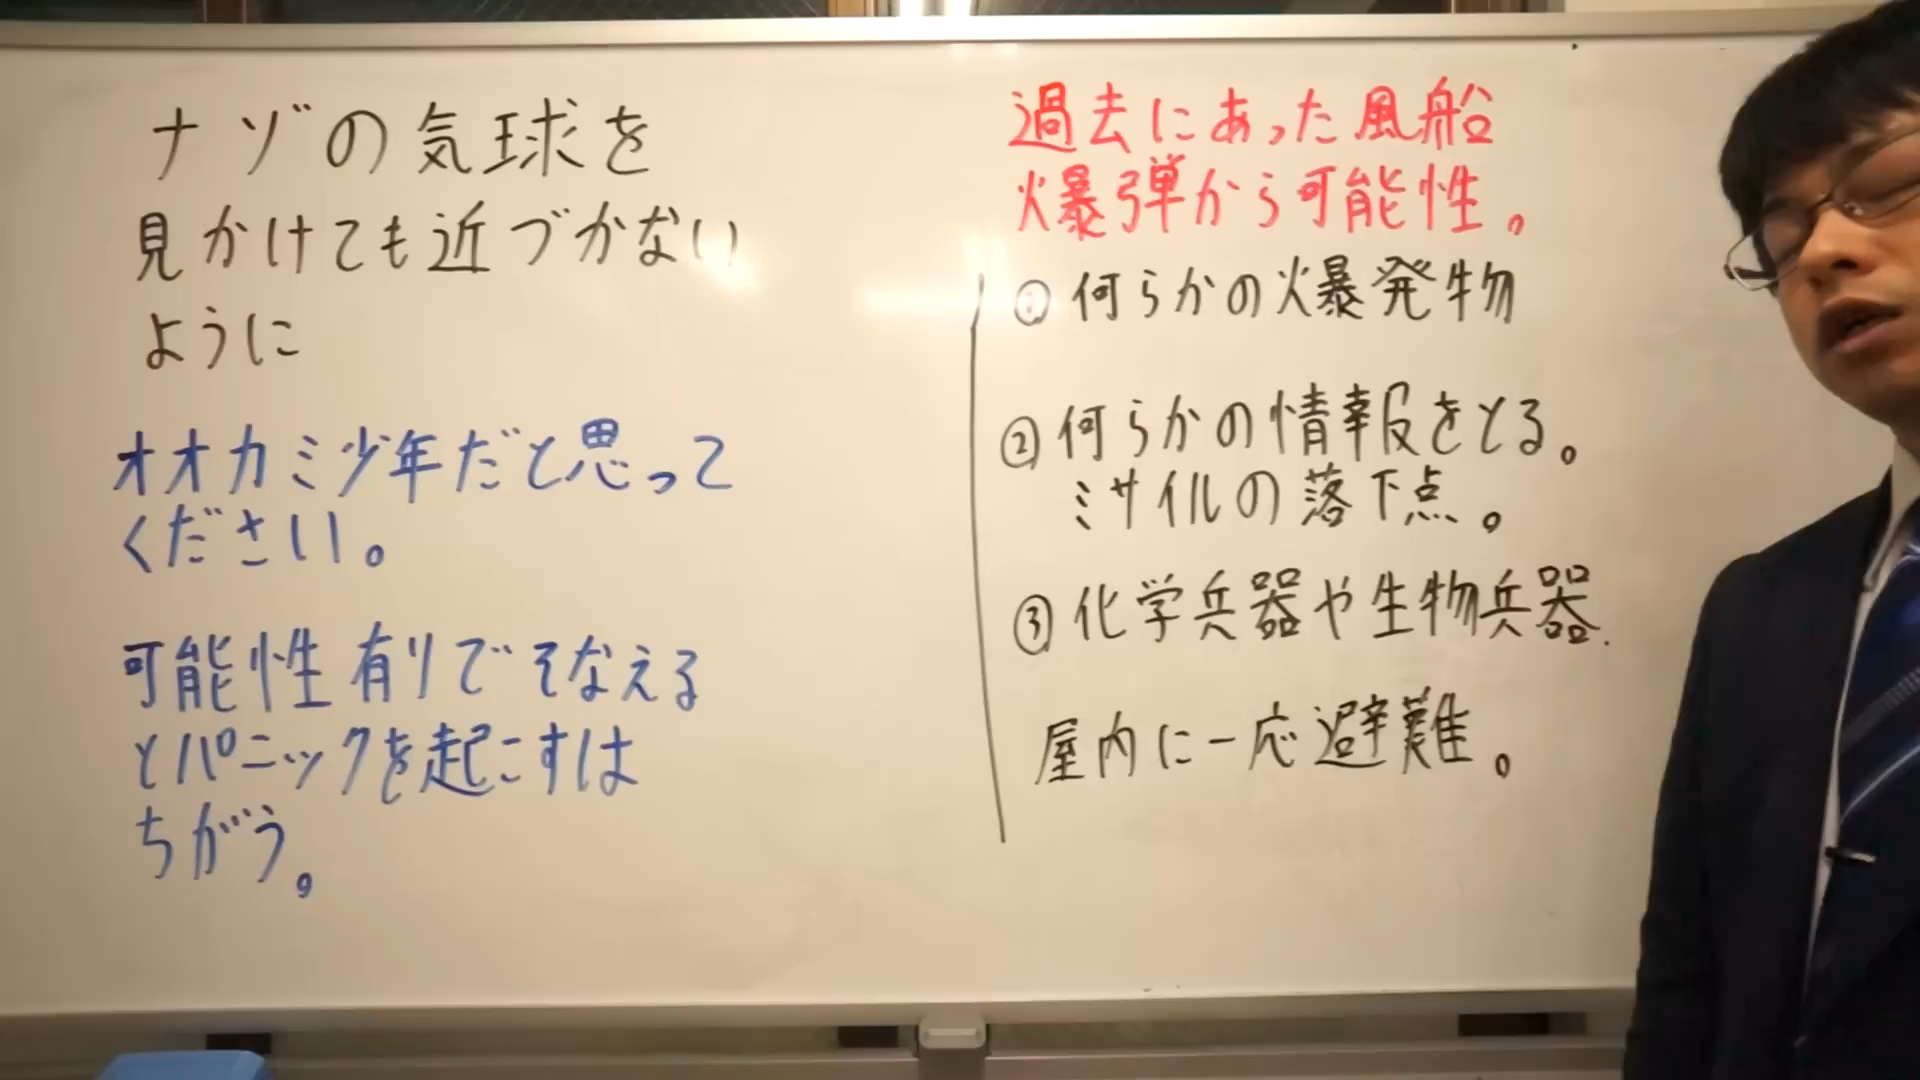 ナゾの気球を
見かけても近づかない
ように
オオカミ少年だと思って
ください。
可能性有りでそなえる
とパニックを起こすは
ちがう。
過去にあった風船
爆弾から可能性。
① 何らかの爆発物
② 何らかの情報をとる。
ミサイルの落下点。
③ 化学兵器や生物兵器.
屋内に一応避難。